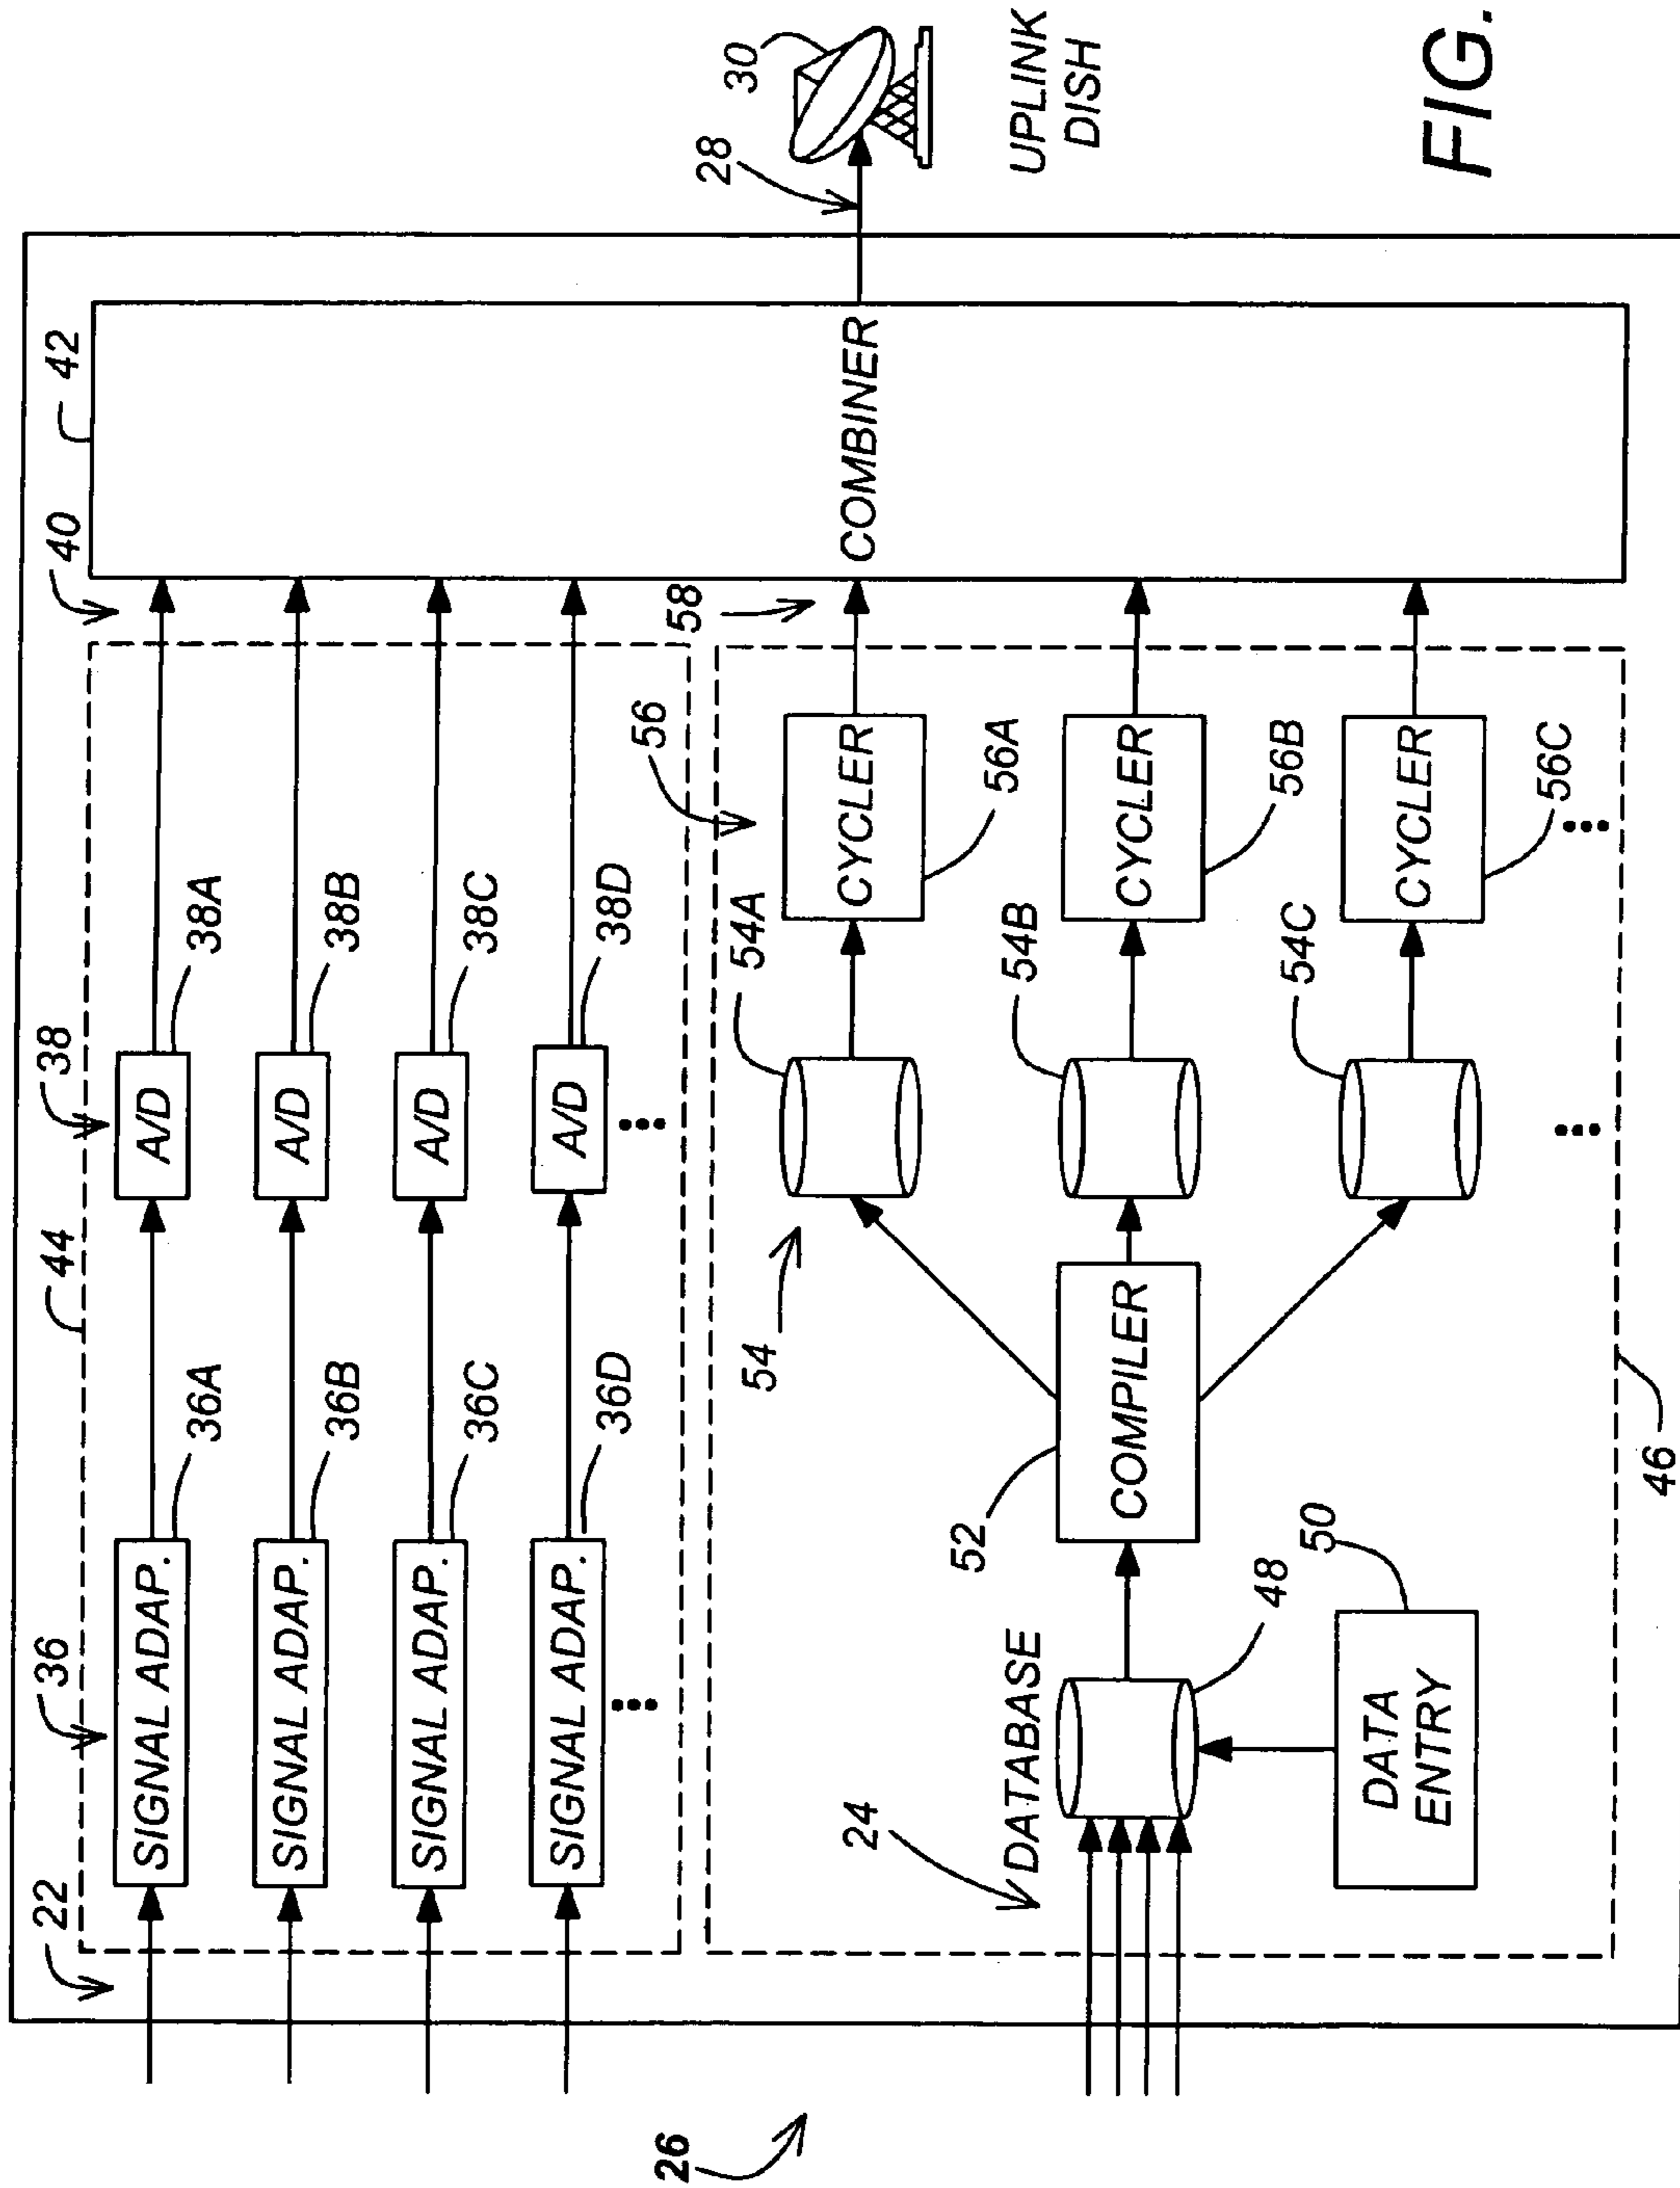 22
36
44
38
40
42
SIGNAL ADAP.
36A
A/D
38A
SIGNAL ADAP.
36B
A/D
38B
SIGNAL ADAP.
36C
A/D
38C
SIGNAL ADAP.
36D
A/D
38D
26
24
DATABASE
48
DATA
ENTRY
50
52
COMPILER
54
54A
54B
54C
56
CYCLER
56A
CYCLER
56B
CYCLER
56C
58
46
COMBINER
28
30
UPLINK
DISH
FIG.